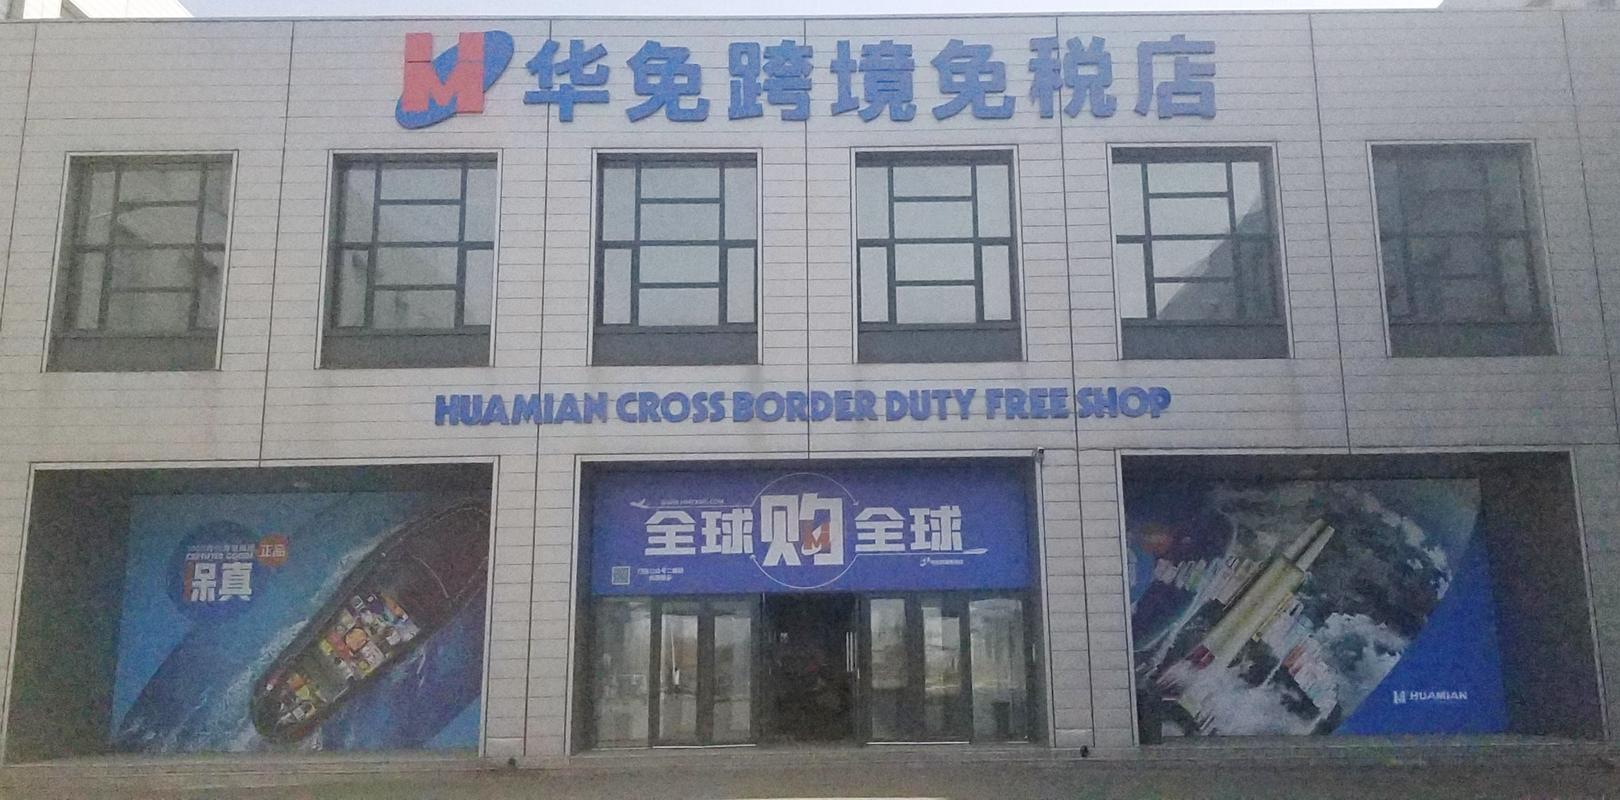 华免跨境免税店
HUAMIAN CROSS BORDER DUTY FREE SHOP
正品
保真
全球购全球
HUAMIAN